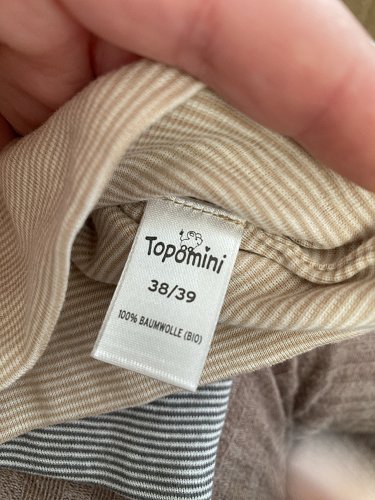 Topomini
38/39
100% BAUMWOLLE (BIO)